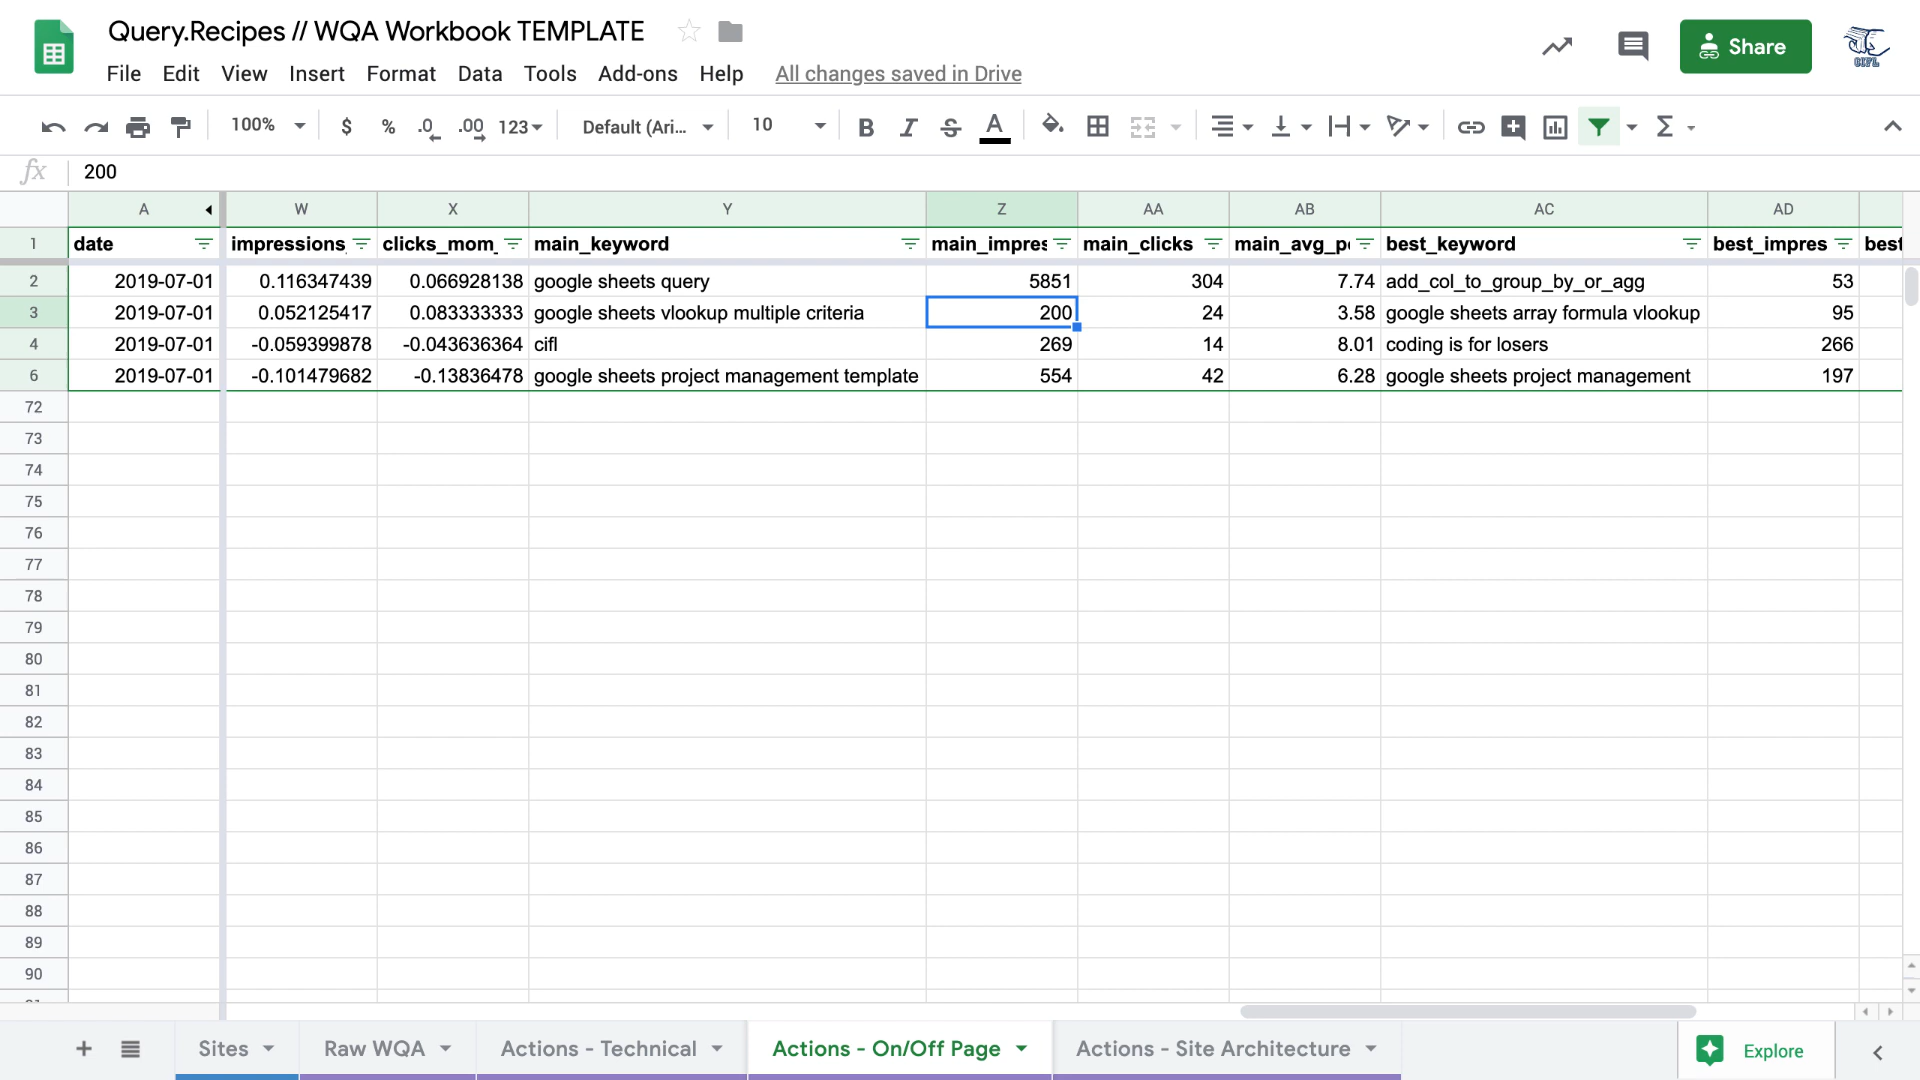 Query.Recipes // WQA Workbook TEMPLATE
File Edit View Insert Format Data Tools Add-ons Help All changes saved in Drive
Share
CIFL
100% $ % .0 .00 123 Default (Ari... 10 B I S A Σ
fx 200
A W X Y Z AA AB AC AD
1 date impressions_ clicks_mom_ main_keyword main_impres main_clicks main_avg_p best_keyword best_impres best
2 2019-07-01 0.116347439 0.066928138 google sheets query 5851 304 7.74 add_col_to_group_by_or_agg 53
3 2019-07-01 0.052125417 0.083333333 google sheets vlookup multiple criteria 200 24 3.58 google sheets array formula vlookup 95
4 2019-07-01 -0.059399878 -0.043636364 cifl 269 14 8.01 coding is for losers 266
6 2019-07-01 -0.101479682 -0.13836478 google sheets project management template 554 42 6.28 google sheets project management 197
72
73
74
75
76
77
78
79
80
81
82
83
84
85
86
87
88
89
90
Sites Raw WQA Actions - Technical Actions - On/Off Page Actions - Site Architecture Explore